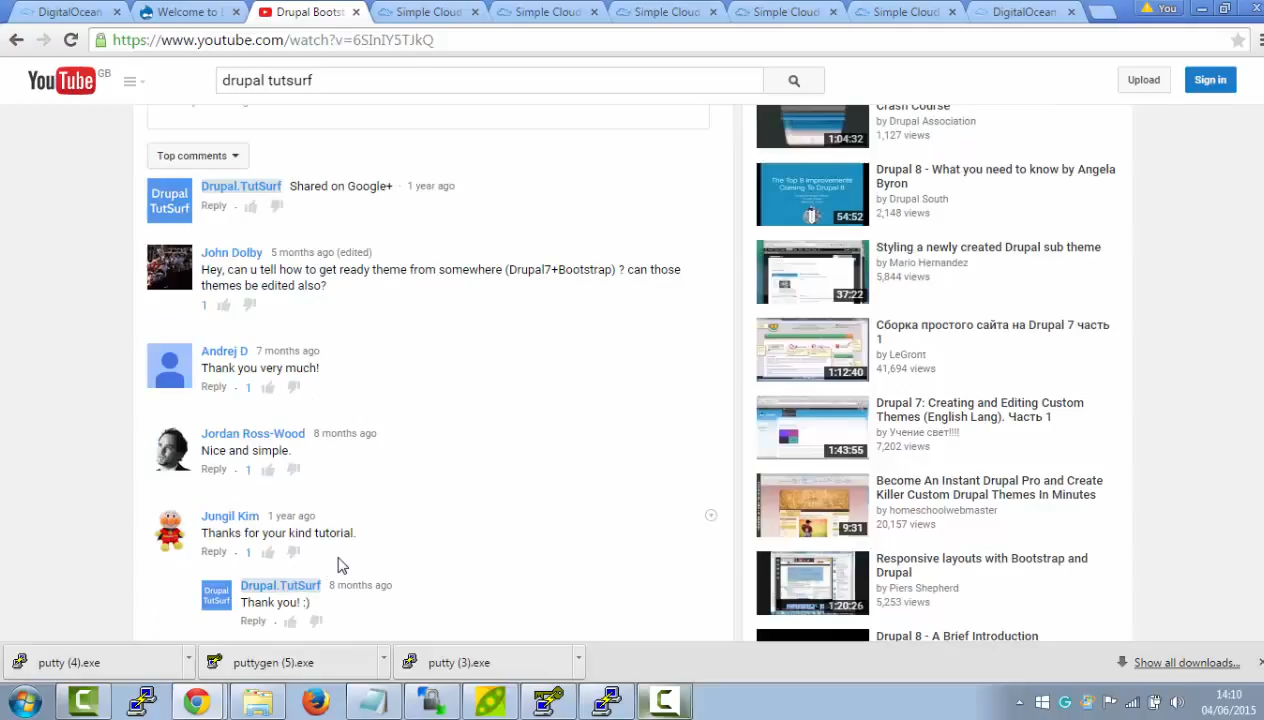 DigitalOcean
Welcome to
Drupal Boots
Simple Cloud
Simple Cloud
Simple Cloud
Simple Cloud
Simple Cloud
DigitalOcean
You
https://www.youtube.com/watch?v=6SInIY5TJkQ
YouTube GB
drupal tutsurf
Upload
Sign in
Top comments
Drupal TutSurf
Drupal.TutSurf Shared on Google+ · 1 year ago
Reply ·
John Dolby 5 months ago (edited)
Hey, can u tell how to get ready theme from somewhere (Drupal7+Bootstrap) ? can those
themes be edited also?
1
Andrej D 7 months ago
Thank you very much!
Reply · 1
Jordan Ross-Wood 8 months ago
Nice and simple.
Reply · 1
Jungil Kim 1 year ago
Thanks for your kind tutorial.
Reply · 1
Drupal TutSurf
Drupal.TutSurf 8 months ago
Thank you! :)
Reply ·
Crash Course
by Drupal Association
1,127 views
1:04:32
Drupal 8 - What you need to know by Angela
Byron
by Drupal South
2,148 views
The Top 8 Improvements
Coming To Drupal 8
54:52
Styling a newly created Drupal sub theme
by Mario Hernandez
5,844 views
37:22
Сборка простого сайта на Drupal 7 часть
1
by LeGront
41,694 views
1:12:40
Drupal 7: Creating and Editing Custom
Themes (English Lang). Часть 1
by Учение свет!!!!
7,202 views
1:43:55
Become An Instant Drupal Pro and Create
Killer Custom Drupal Themes In Minutes
by homeschoolwebmaster
20,157 views
9:31
Responsive layouts with Bootstrap and
Drupal
by Piers Shepherd
5,253 views
1:20:26
Drupal 8 - A Brief Introduction
putty (4).exe
puttygen (5).exe
putty (3).exe
Show all downloads...
14:10
04/06/2015